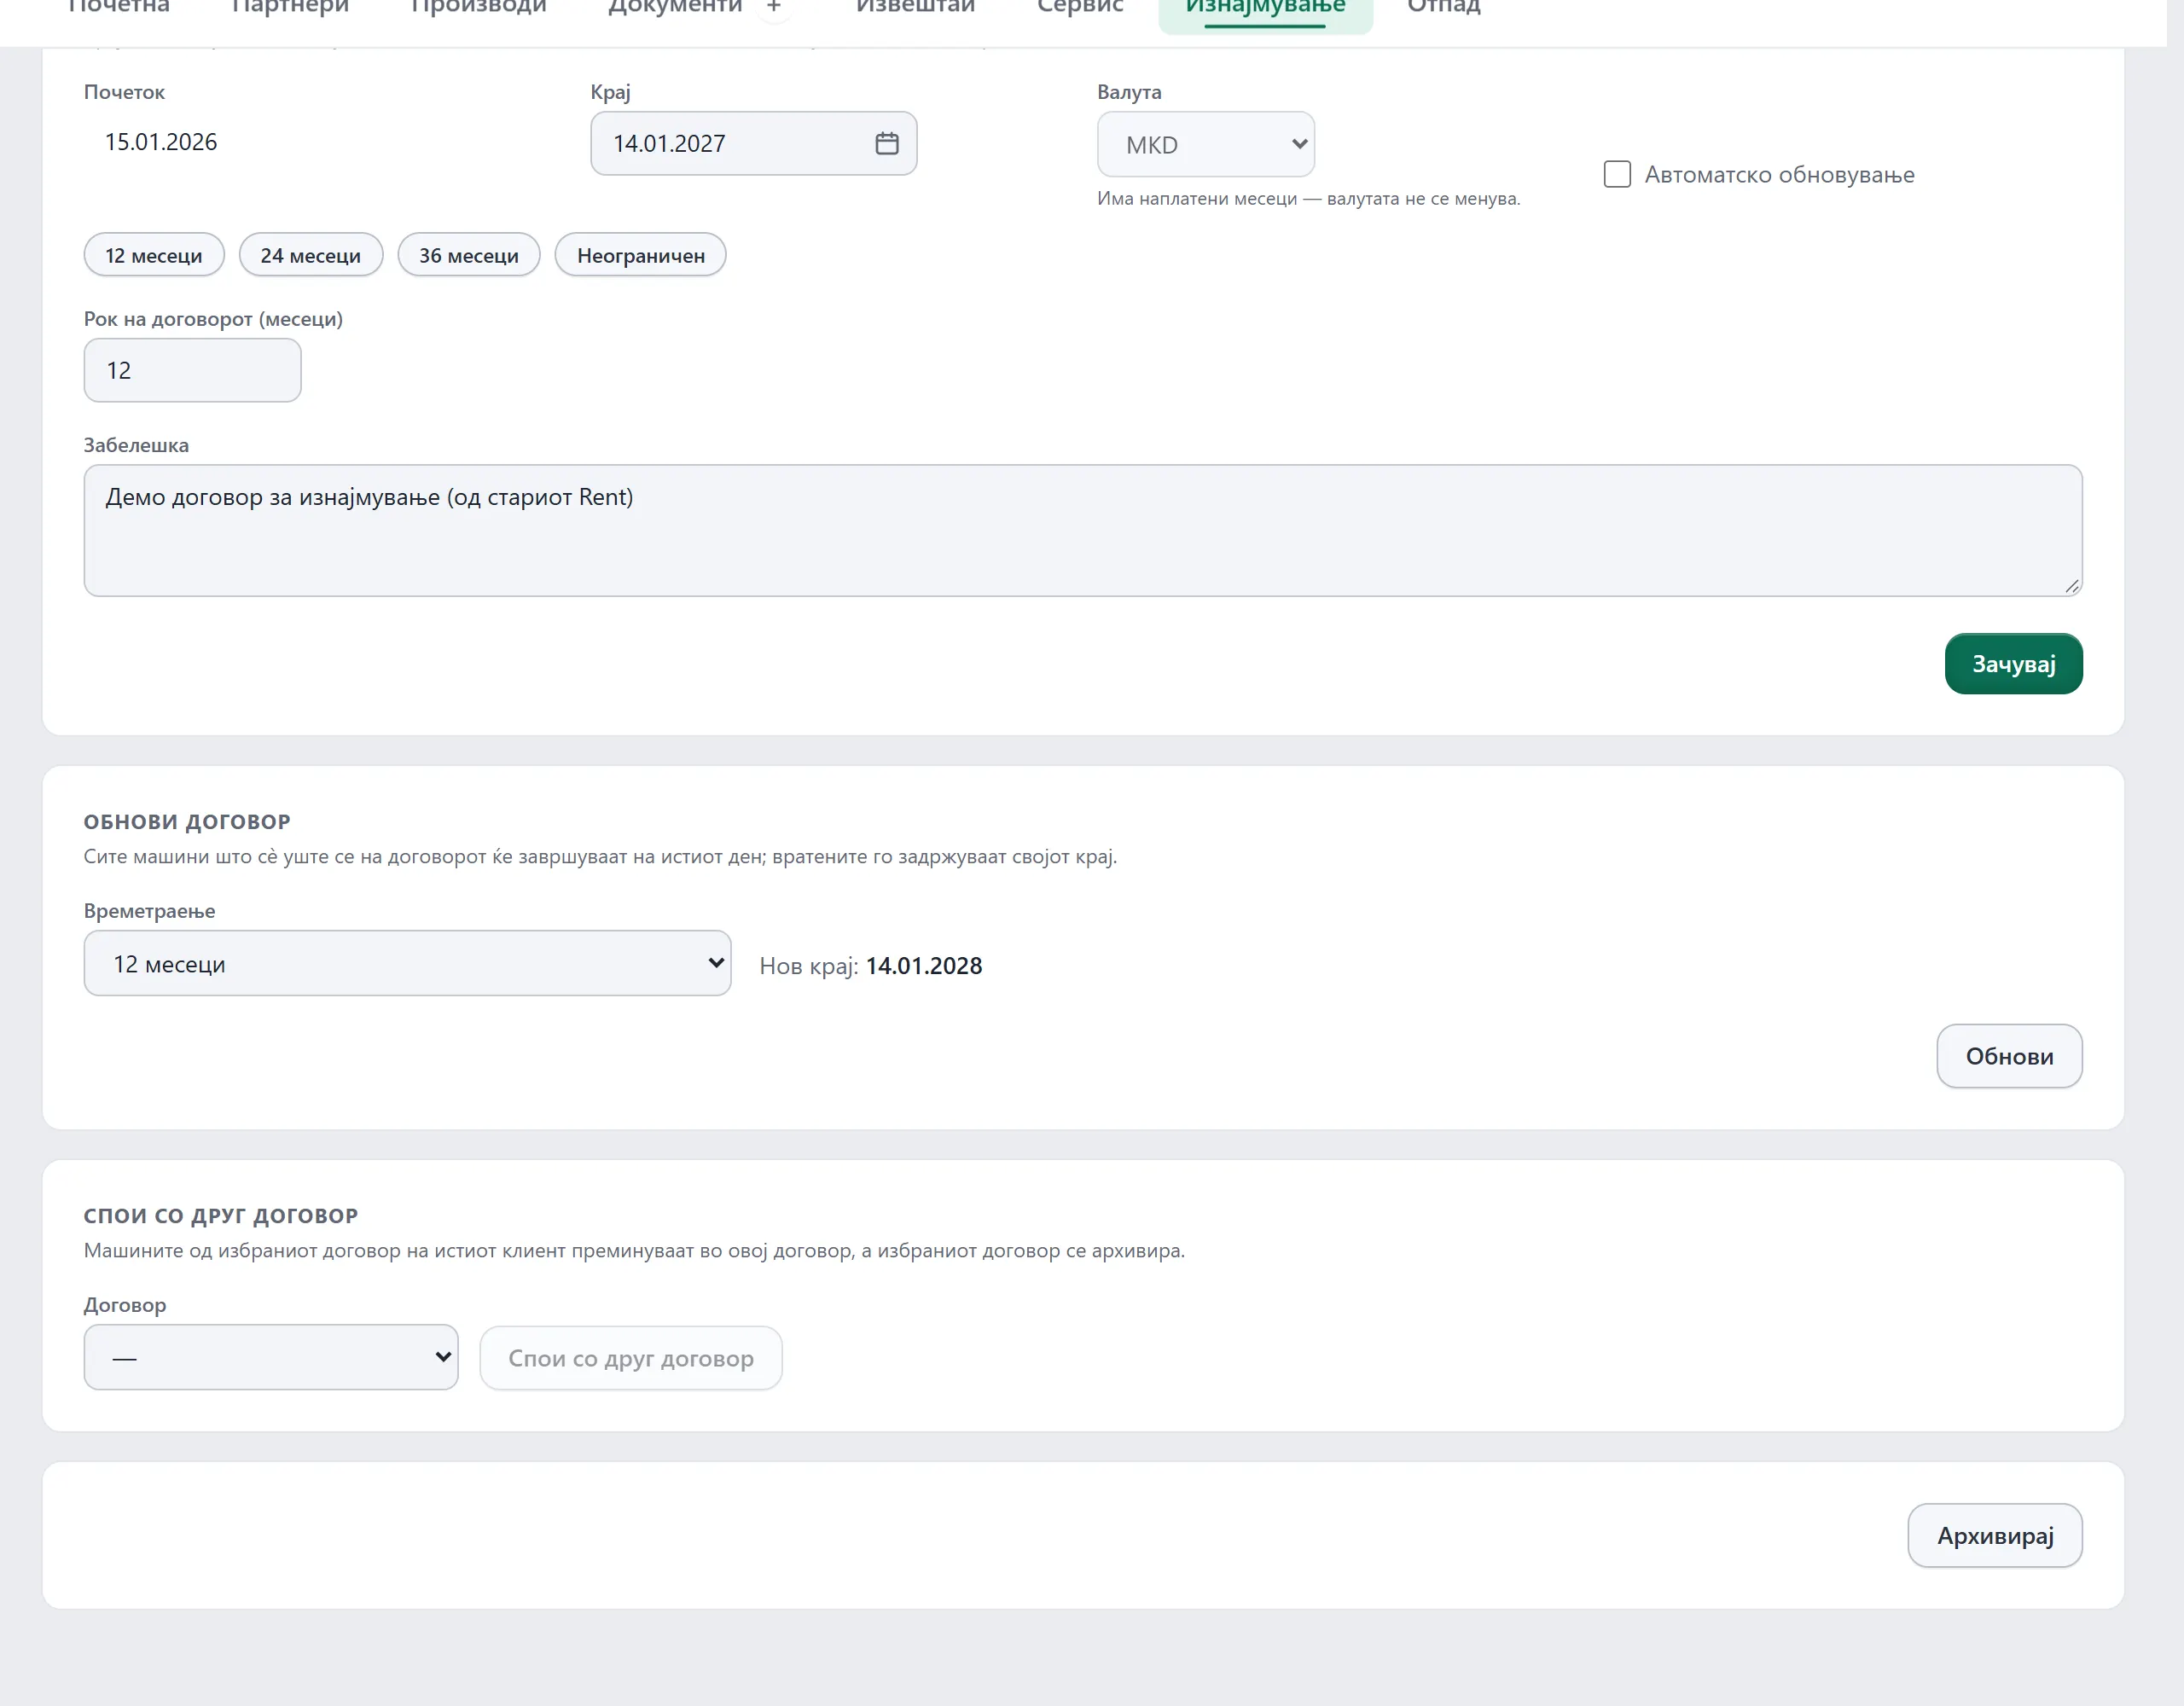 Почетна Партнери Производи Документи + Извештаи Сервис Изнајмување Отпад
Почеток Крај Валута
15.01.2026 14.01.2027 MKD
Автоматско обновување
Има наплатени месеци — валутата не се менува.
12 месеци 24 месеци 36 месеци Неограничен
Рок на договорот (месеци)
12
Забелешка
Демо договор за изнајмување (од стариот Rent)
Зачувај
ОБНОВИ ДОГОВОР
Сите машини што сѐ уште се на договорот ќе завршуваат на истиот ден; вратените го задржуваат својот крај.
Времетраење
12 месеци Нов крај: 14.01.2028
Обнови
СПОИ СО ДРУГ ДОГОВОР
Машините од избраниот договор на истиот клиент преминуваат во овој договор, а избраниот договор се архивира.
Договор
— Спои со друг договор
Архивирај